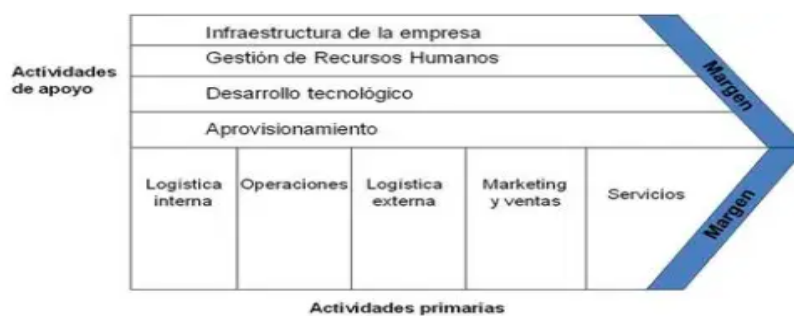 Infraestructura de la empresa
Gestión de Recursos Humanos
Actividades
de apoyo
Desarrollo tecnológico
Aprovisionamiento
Margen
Logística
interna
Operaciones
Logística
externa
Marketing
y ventas
Servicios
Margen
Actividades primarias